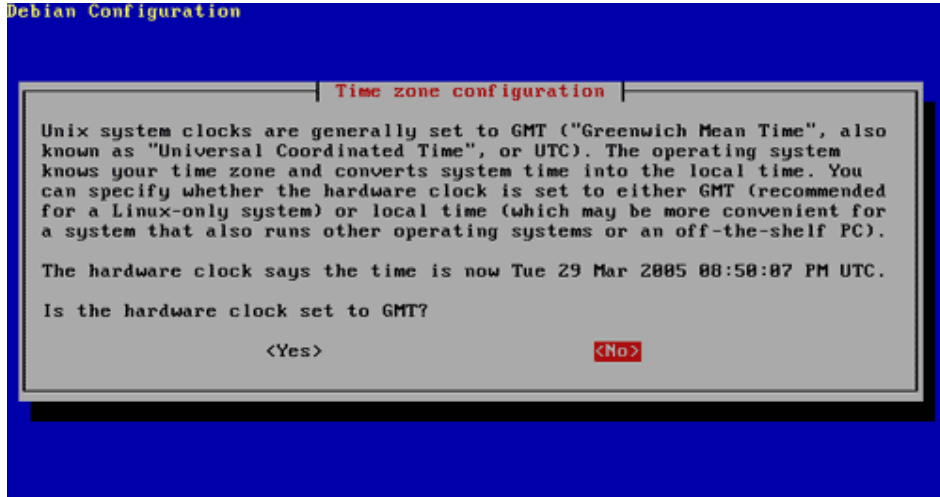 Debian Configuration
Time zone configuration
Unix system clocks are generally set to GMT ("Greenwich Mean Time", also
known as "Universal Coordinated Time", or UTC). The operating system
knows your time zone and converts system time into the local time. You
can specify whether the hardware clock is set to either GMT (recommended
for a Linux-only system) or local time (which may be more convenient for
a system that also runs other operating systems or an off-the-shelf PC).
The hardware clock says the time is now Tue 29 Mar 2005 08:50:07 PM UTC.
Is the hardware clock set to GMT?
<Yes> <No>